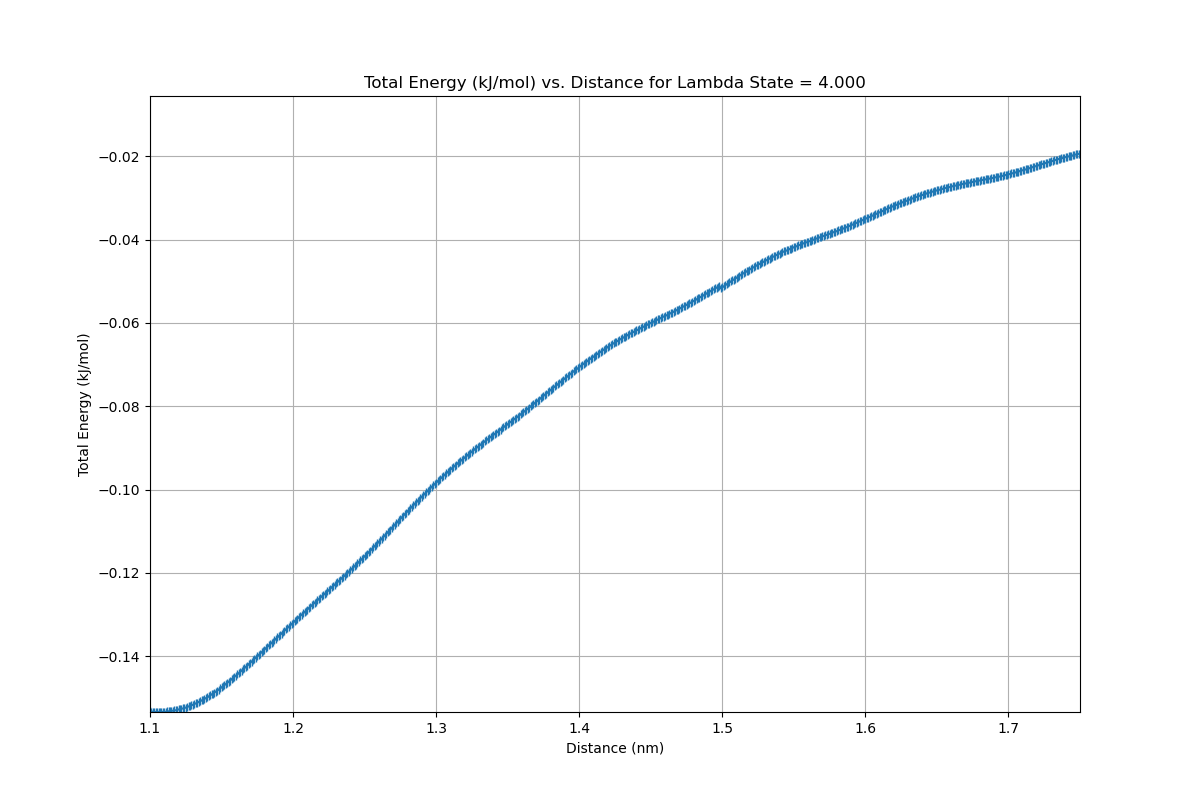 Total Energy (kJ/mol) vs. Distance for Lambda State = 4.000
−0.02
−0.04
−0.06
−0.08
−0.10
−0.12
−0.14
Total Energy (kJ/mol)
1.1 1.2 1.3 1.4 1.5 1.6 1.7
Distance (nm)